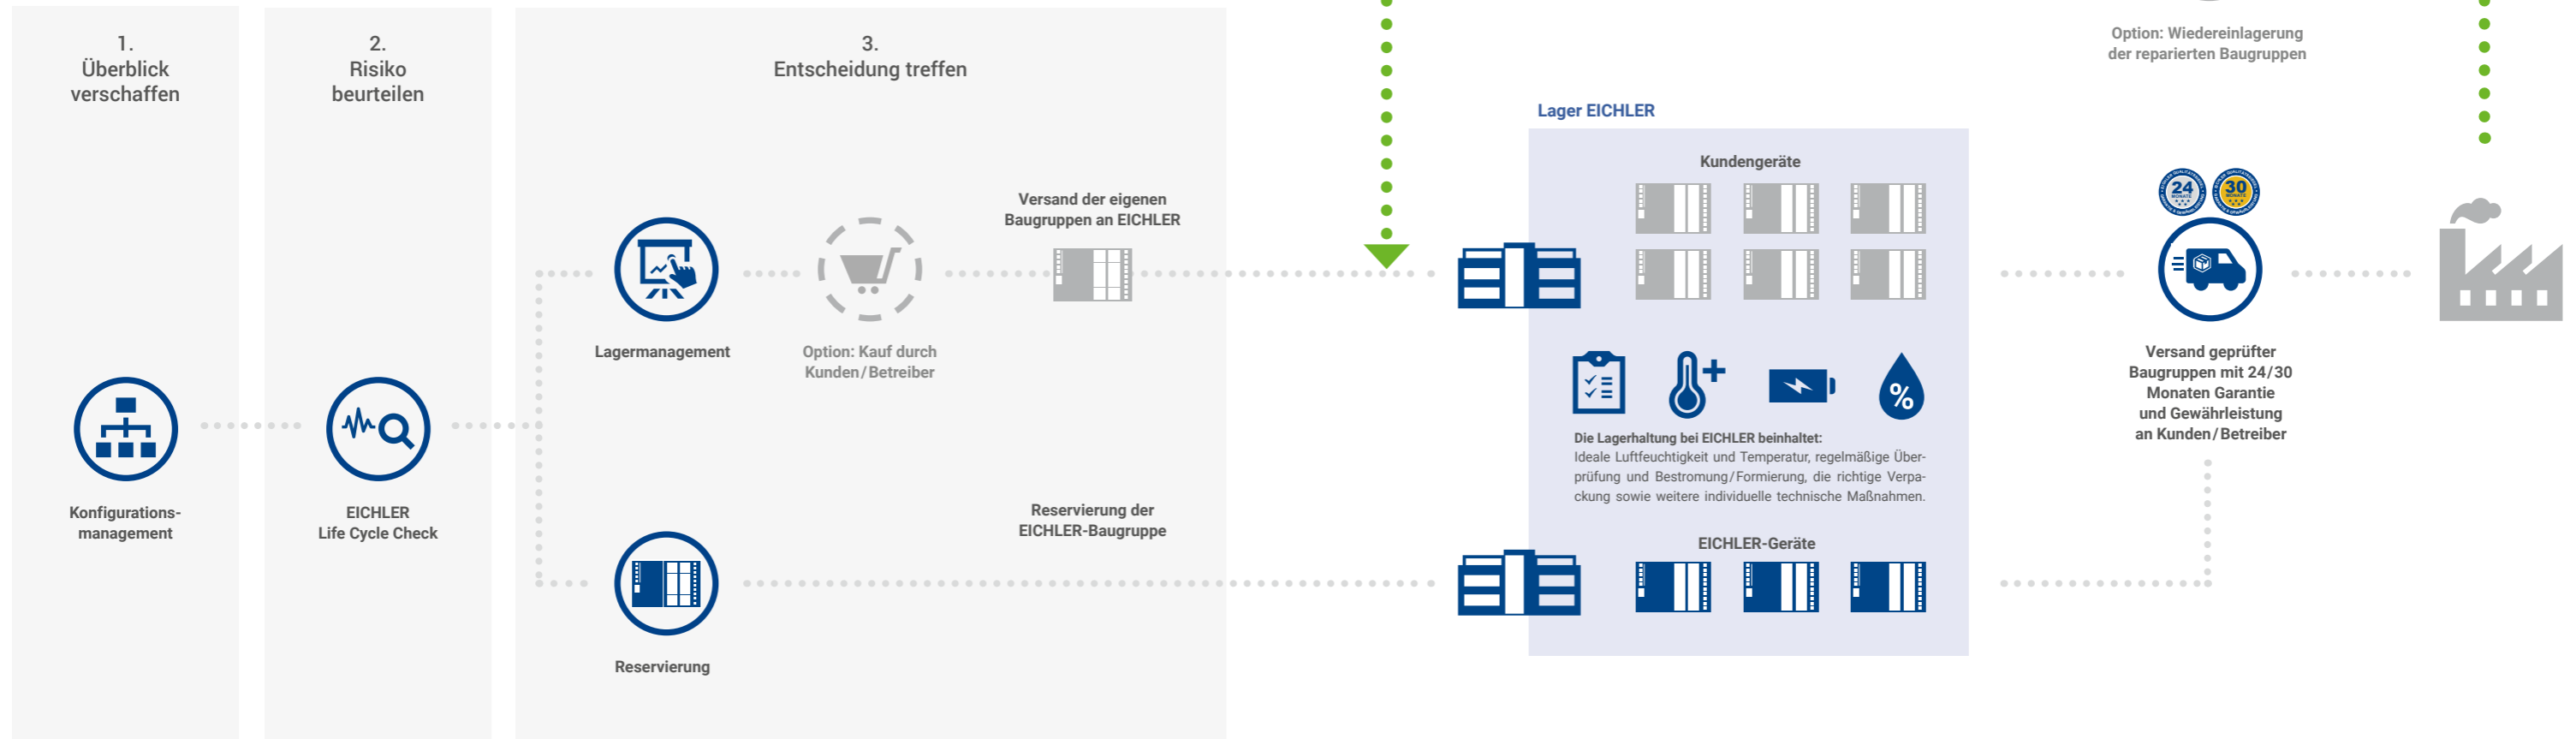 1.
Überblick
verschaffen
2.
Risiko
beurteilen
3.
Entscheidung treffen
Option: Wiedereinlagerung
der reparierten Baugruppen
Lager EICHLER
Kundengeräte
Versand der eigenen
Baugruppen an EICHLER
24
MONATE
30
MONATE
Lagermanagement
Option: Kauf durch
Kunden/Betreiber
Versand geprüfter
Baugruppen mit 24/30
Monaten Garantie
und Gewährleistung
an Kunden/Betreiber
%
Die Lagerhaltung bei EICHLER beinhaltet:
Ideale Luftfeuchtigkeit und Temperatur, regelmäßige Über-
prüfung und Bestromung/Formierung, die richtige Verpa-
ckung sowie weitere individuelle technische Maßnahmen.
Konfigurations-
management
EICHLER
Life Cycle Check
Reservierung der
EICHLER-Baugruppe
EICHLER-Geräte
Reservierung